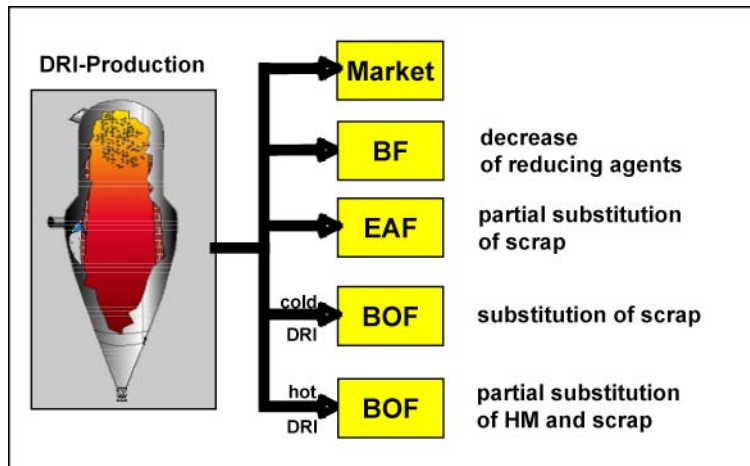 DRI-Production
Market
BF
decrease
of reducing agents
EAF
partial substitution
of scrap
cold
DRI
BOF
substitution of scrap
hot
DRI
BOF
partial substitution
of HM and scrap